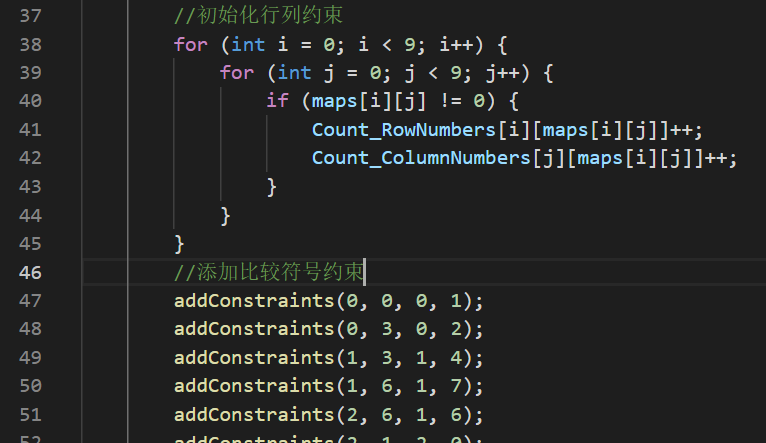 37 //初始化行列约束
38 for (int i = 0; i < 9; i++) {
39 for (int j = 0; j < 9; j++) {
40 if (maps[i][j] != 0) {
41 Count_RowNumbers[i][maps[i][j]]++;
42 Count_ColumnNumbers[j][maps[i][j]]++;
43 }
44 }
45 }
46 //添加比较符号约束
47 addConstraints(0, 0, 0, 1);
48 addConstraints(0, 3, 0, 2);
49 addConstraints(1, 3, 1, 4);
50 addConstraints(1, 6, 1, 7);
51 addConstraints(2, 6, 1, 6);